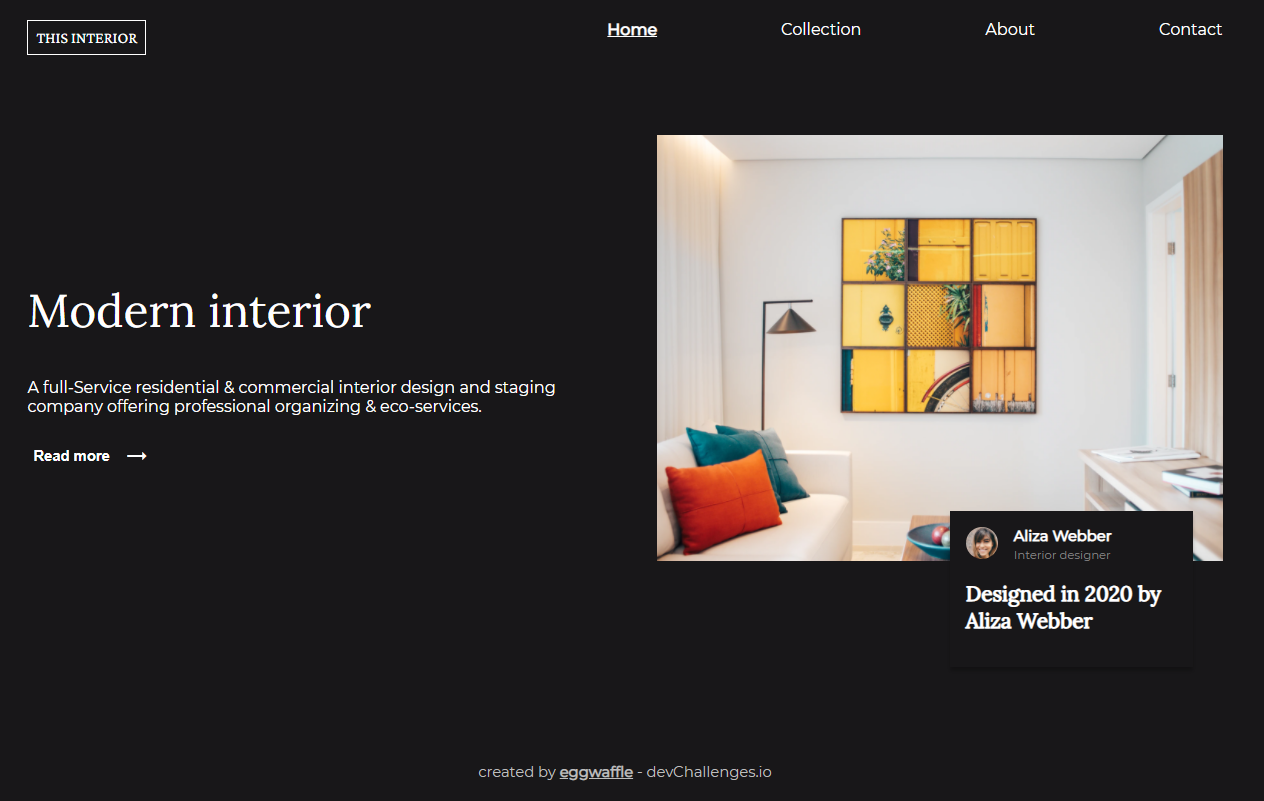 THIS INTERIOR
Home Collection About Contact
Modern interior
A full-Service residential & commercial interior design and staging
company offering professional organizing & eco-services.
Read more ⟶
Aliza Webber
Interior designer
Designed in 2020 by
Aliza Webber
created by eggwaffle - devChallenges.io